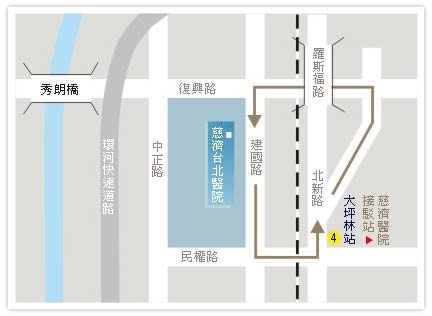 秀朗橋
環河快速道路
中正路
復興路
慈濟台北醫院
建國路
羅斯福路
北新路
民權路
4
大坪林站
慈濟醫院
接駁站